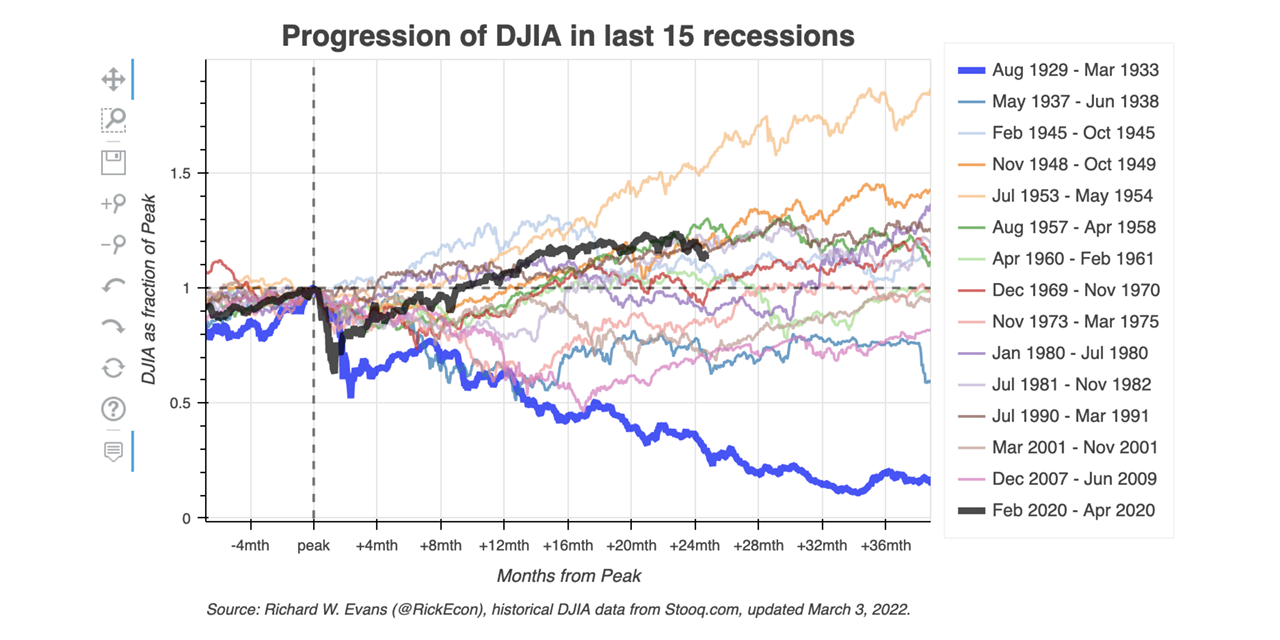 Progression of DJIA in last 15 recessions
DJIA as fraction of Peak
1.5
1
0.5
0
-4mth
peak
+4mth
+8mth
+12mth
+16mth
+20mth
+24mth
+28mth
+32mth
+36mth
Months from Peak
Aug 1929 - Mar 1933
May 1937 - Jun 1938
Feb 1945 - Oct 1945
Nov 1948 - Oct 1949
Jul 1953 - May 1954
Aug 1957 - Apr 1958
Apr 1960 - Feb 1961
Dec 1969 - Nov 1970
Nov 1973 - Mar 1975
Jan 1980 - Jul 1980
Jul 1981 - Nov 1982
Jul 1990 - Mar 1991
Mar 2001 - Nov 2001
Dec 2007 - Jun 2009
Feb 2020 - Apr 2020
Source: Richard W. Evans (@RickEcon), historical DJIA data from Stooq.com, updated March 3, 2022.